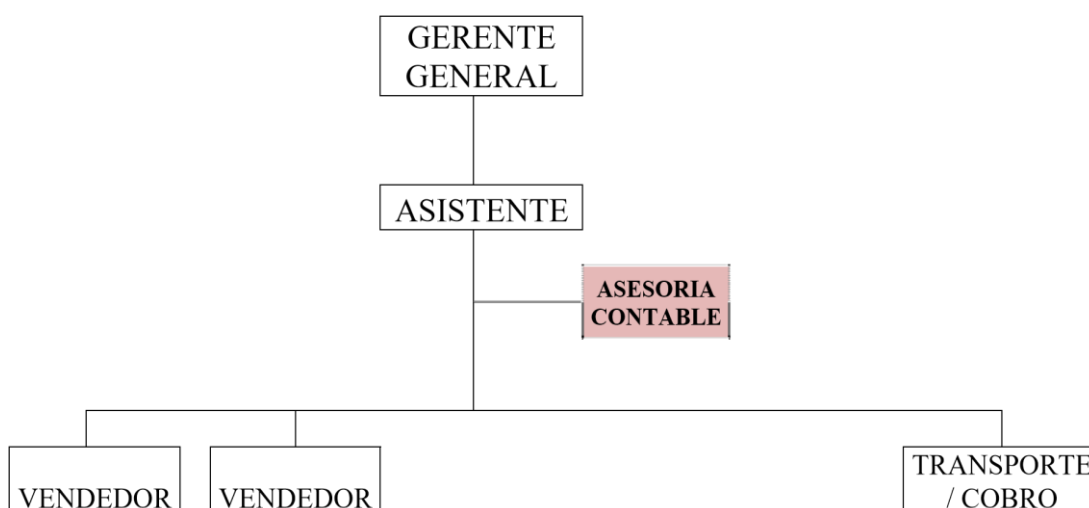 GERENTE
GENERAL
ASISTENTE
ASESORIA
CONTABLE
VENDEDOR
VENDEDOR
TRANSPORTE
/ COBRO